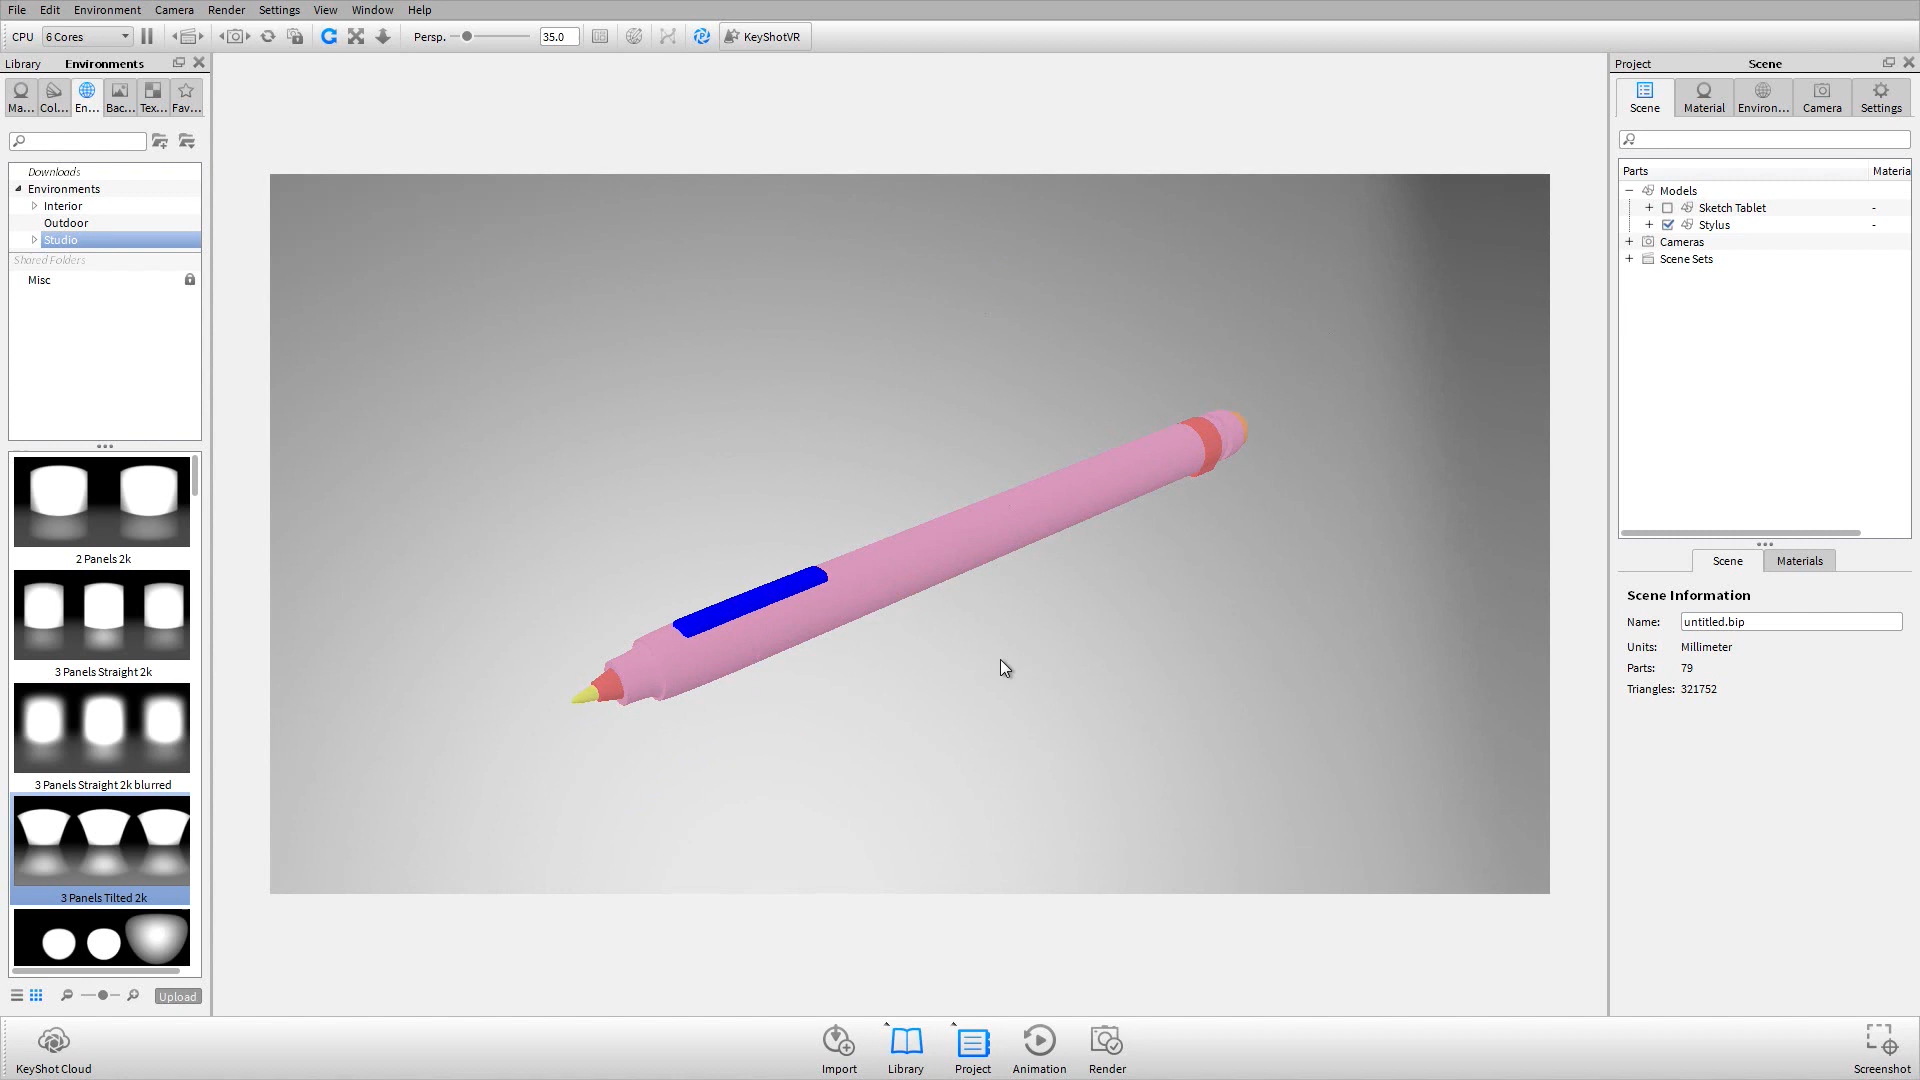 File Edit Environment Camera Render Settings View Window Help
CPU 6 Cores Persp. 35.0 KeyShotVR
Library Environments
Ma... Col... En... Bac... Tex... Fav...
Downloads
Environments
Interior
Outdoor
Studio
Shared Folders
Misc
2 Panels 2k
3 Panels Straight 2k
3 Panels Straight 2k blurred
3 Panels Tilted 2k
Upload
Project Scene
Scene Material Environ... Camera Settings
Parts Materia
Models
Sketch Tablet -
Stylus -
Cameras
Scene Sets
Scene Materials
Scene Information
Name: untitled.bip
Units: Millimeter
Parts: 79
Triangles: 321752
KeyShot Cloud Import Library Project Animation Render Screenshot